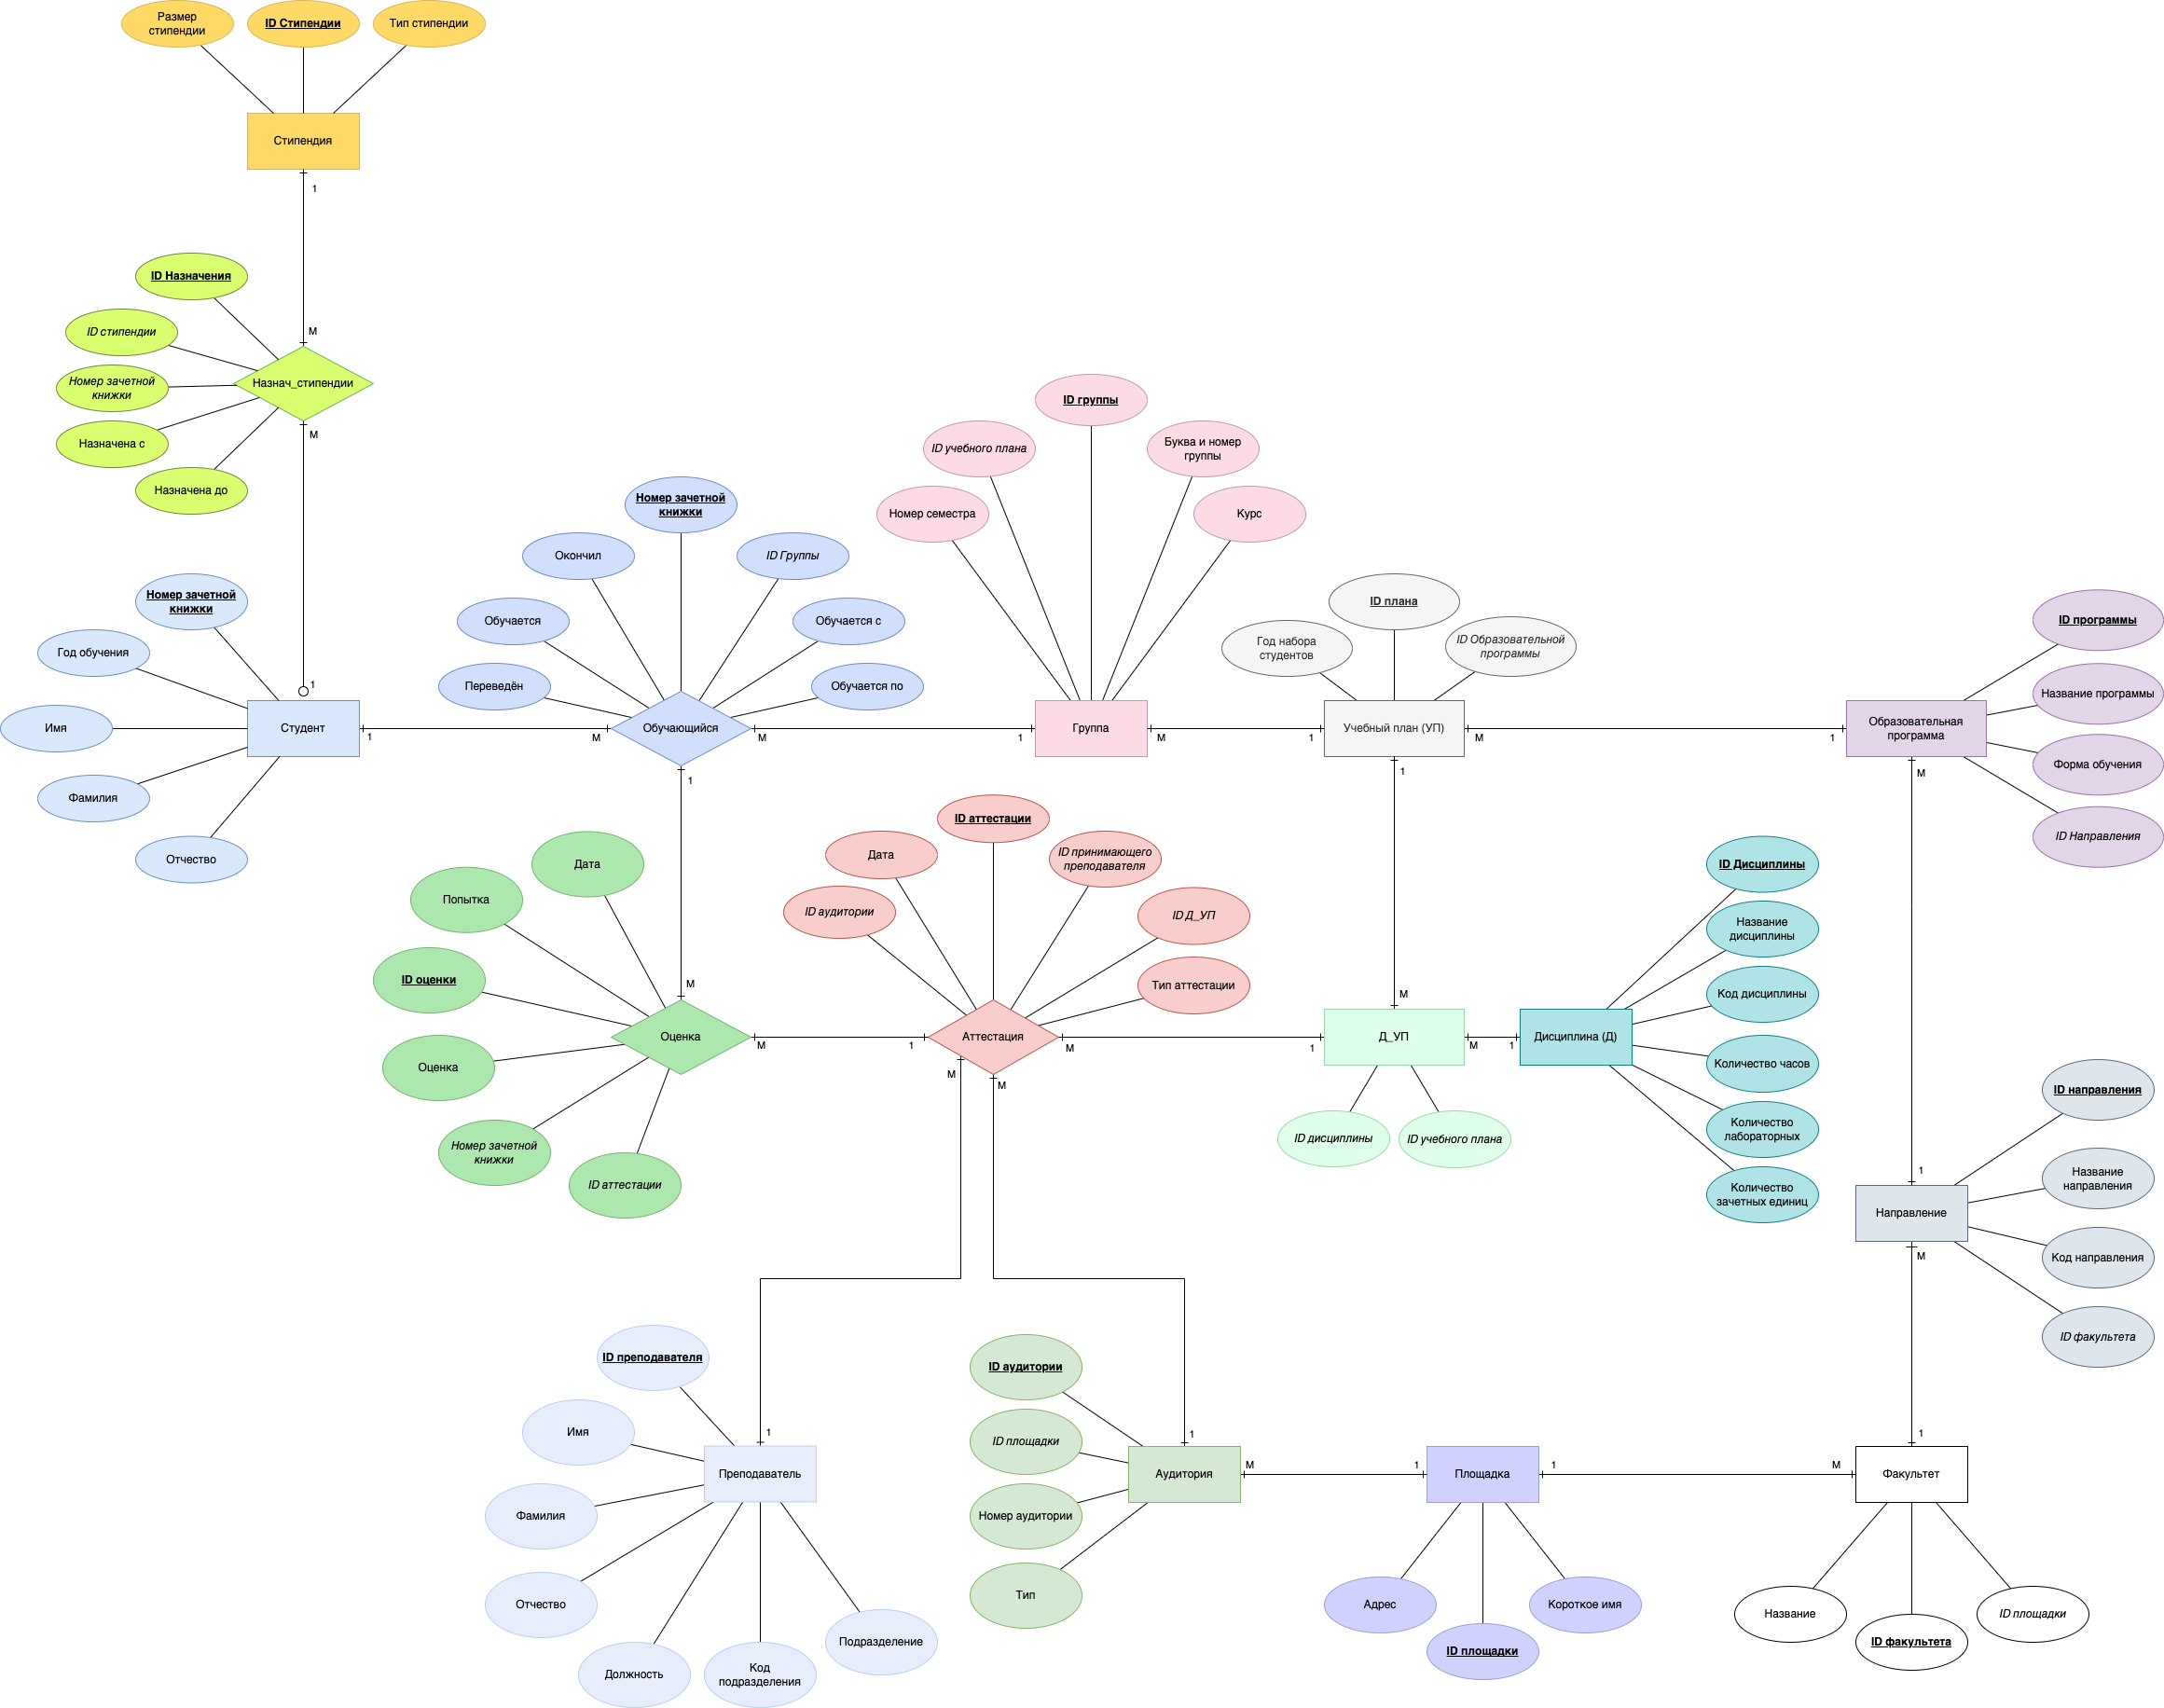 Размер
стипендии
ID Стипендии
Тип стипендии
Стипендия
1
ID Назначения
ID стипендии
M
Номер зачетной
книжки
Назнач_стипендии
Назначена с
M
Назначена до
ID группы
ID учебного плана
Буква и номер
группы
Номер семестра
Курс
Номер зачетной
книжки
Окончил
ID Группы
Обучается
Обучается с
Переведён
Обучается по
Номер зачетной
книжки
Год обучения
1
Имя
Студент
1
M
Обучающийся
M
1
Группа
M
1
Учебный план (УП)
M
1
Образовательная
программа
ID плана
Год набора
студентов
ID Образовательной
программы
ID программы
Название программы
Форма обучения
ID Направления
M
Фамилия
Отчество
1
1
Дата
Попытка
ID оценки
Оценка
Номер зачетной
книжки
ID аттестации
M
Оценка
M
1
ID аттестации
Дата
ID принимающего
преподавателя
ID аудитории
ID Д_УП
Тип аттестации
Аттестация
M
1
M
M
M
Д_УП
M
1
ID дисциплины
ID учебного плана
Дисциплина (Д)
ID Дисциплины
Название
дисциплины
Код дисциплины
Количество часов
Количество
лабораторных
Количество
зачетных единиц
1
Направление
M
ID направления
Название
направления
Код направления
ID факультета
ID преподавателя
Имя
1
Преподаватель
Фамилия
Отчество
Должность
Код
подразделения
Подразделение
ID аудитории
ID площадки
Номер аудитории
Тип
1
Аудитория
M
1
Площадка
1
M
1
Факультет
Адрес
ID площадки
Короткое имя
Название
ID факультета
ID площадки